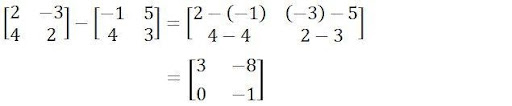 [2 −3
4 2] − [−1 5
4 3] = [2 − (−1) (−3) − 5
4 − 4 2 − 3]
= [3 −8
0 −1]